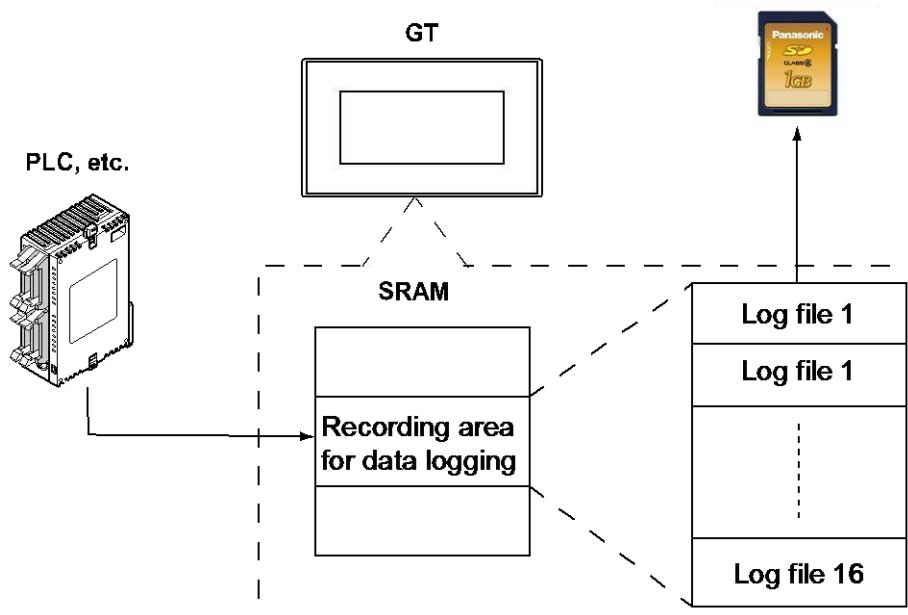 GT
Panasonic
SD
CLASS
1GB
PLC, etc.
SRAM
Log file 1
Log file 1
Recording area
for data logging
Log file 16